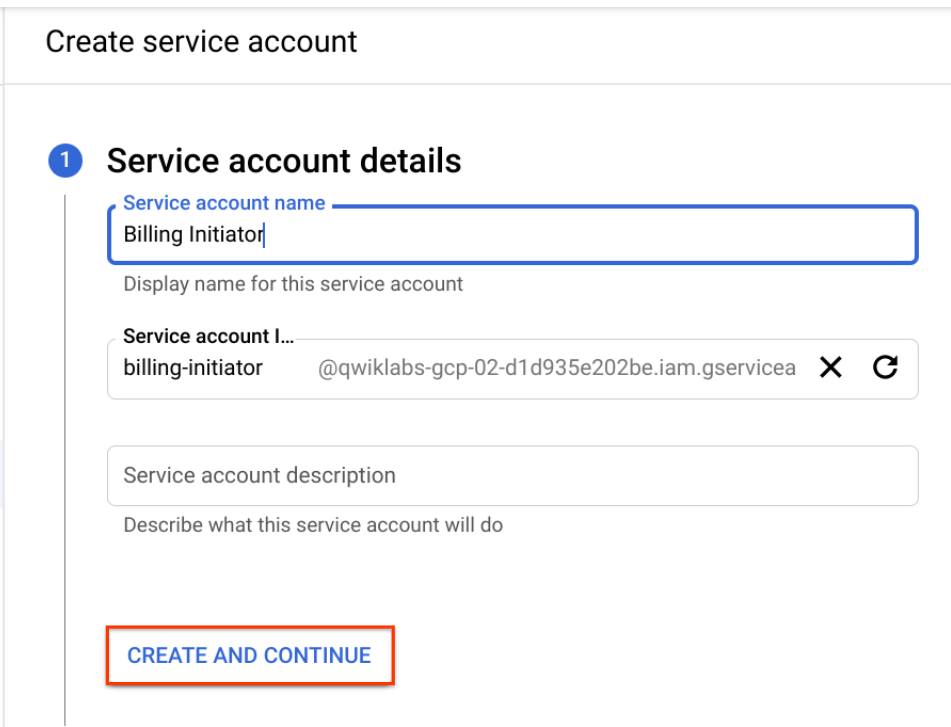 Create service account
1 Service account details
Service account name
Billing Initiator
Display name for this service account
Service account I...
billing-initiator @qwiklabs-gcp-02-d1d935e202be.iam.gservicea
Service account description
Describe what this service account will do
CREATE AND CONTINUE